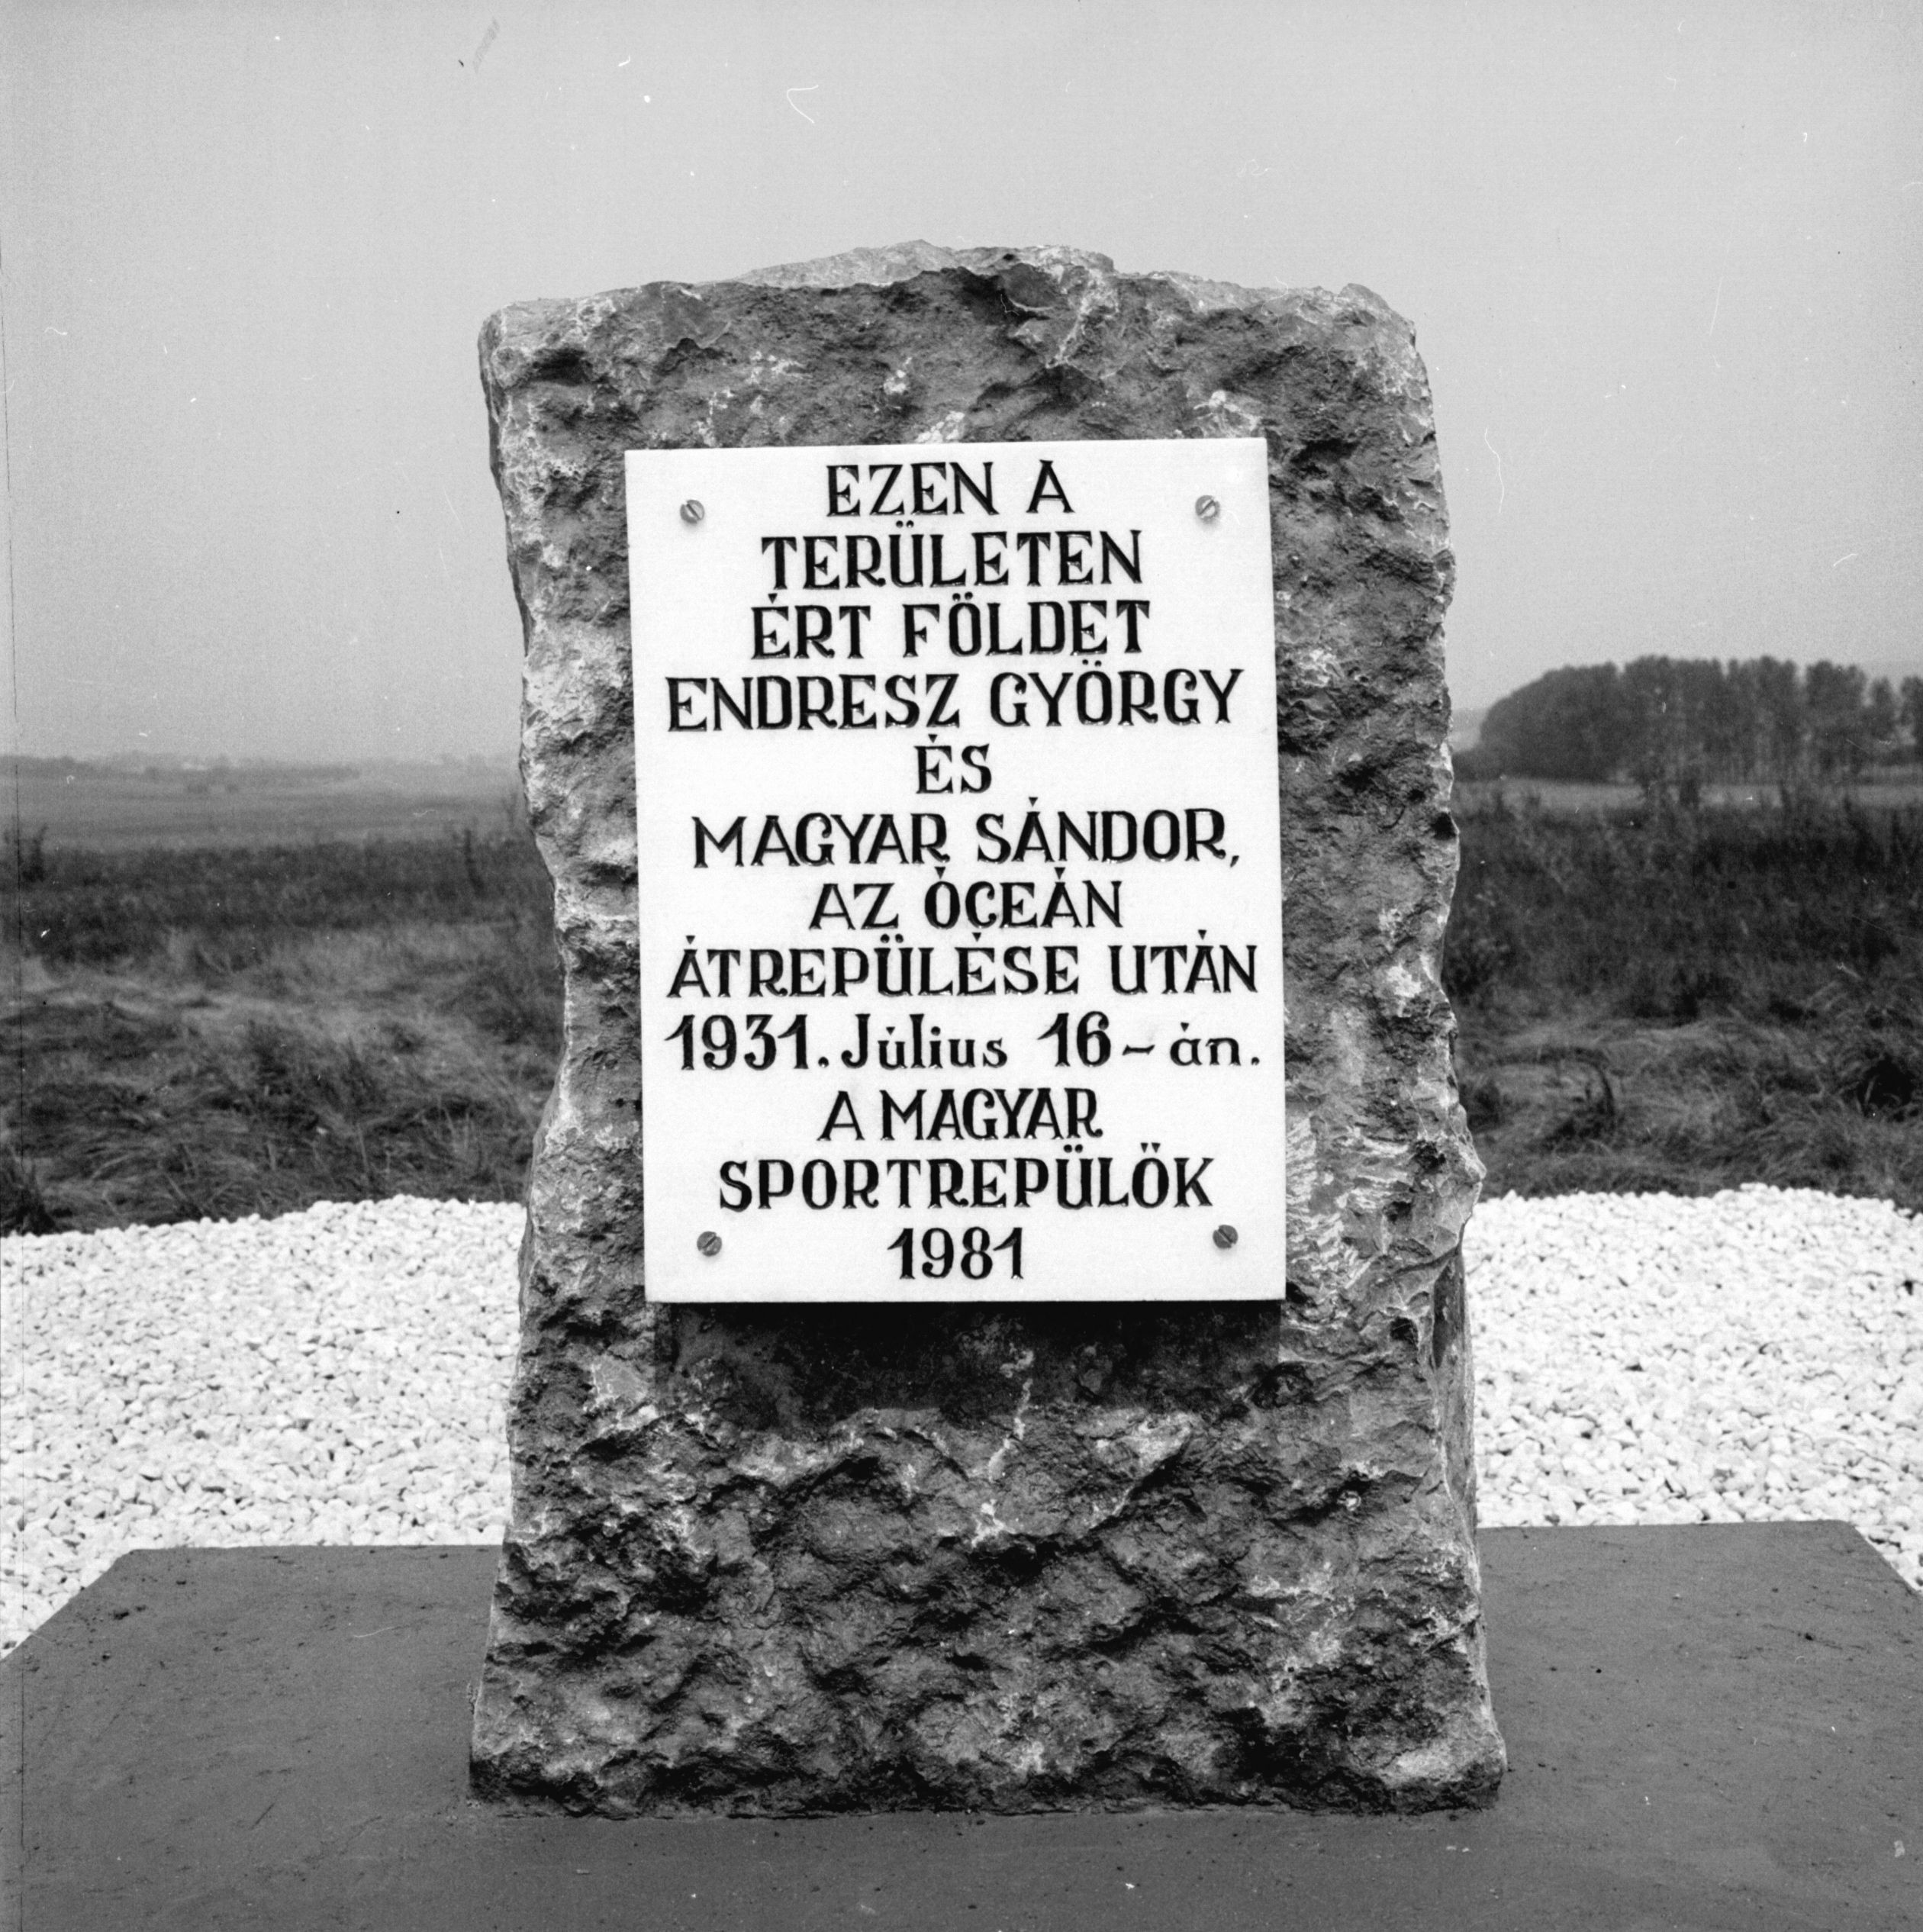 EZEN A
TERÜLETEN
ÉRT FÖLDET
ENDRESZ GYÖRGY
ÉS
MAGYAR SÁNDOR,
AZ ÓCEÁN
ÁTREPÜLÉSE UTÁN
1931. Július 16-án.
A MAGYAR
SPORTREPÜLŐK
1981